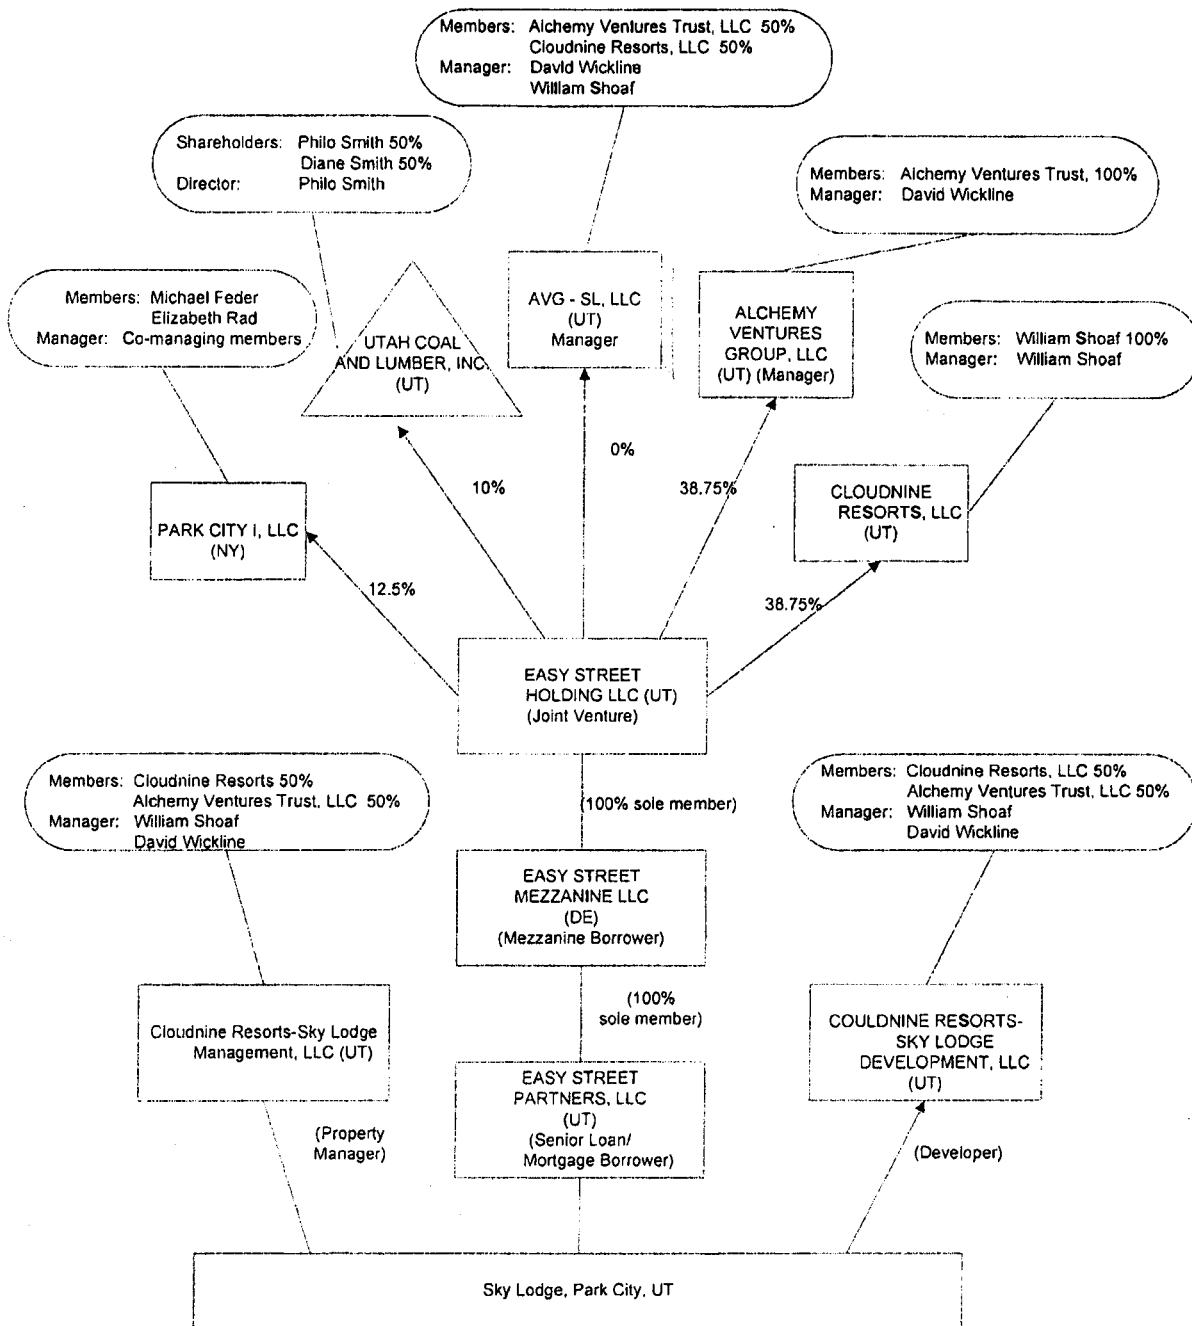 Members: Alchemy Ventures Trust, LLC 50%
Cloudnine Resorts, LLC 50%
Manager: David Wickline
William Shoaf
Shareholders: Philo Smith 50%
Diane Smith 50%
Director: Philo Smith
Members: Alchemy Ventures Trust, 100%
Manager: David Wickline
Members: Michael Feder
Elizabeth Rad
Manager: Co-managing members
UTAH COAL
AND LUMBER, INC
(UT)
AVG - SL, LLC
(UT)
Manager
ALCHEMY
VENTURES
GROUP, LLC
(UT) (Manager)
Members: William Shoaf 100%
Manager: William Shoaf
PARK CITY I, LLC
(NY)
CLOUDNINE
RESORTS, LLC
(UT)
12.5%
10%
0%
38.75%
38.75%
EASY STREET
HOLDING LLC (UT)
(Joint Venture)
Members: Cloudnine Resorts 50%
Alchemy Ventures Trust, LLC 50%
Manager: William Shoaf
David Wickline
(100% sole member)
Members: Cloudnine Resorts, LLC 50%
Alchemy Ventures Trust, LLC 50%
Manager: William Shoaf
David Wickline
EASY STREET
MEZZANINE LLC
(DE)
(Mezzanine Borrower)
(100%
sole member)
Cloudnine Resorts-Sky Lodge
Management, LLC (UT)
EASY STREET
PARTNERS, LLC
(UT)
(Senior Loan/
Mortgage Borrower)
COULDNINE RESORTS-
SKY LODGE
DEVELOPMENT, LLC
(UT)
(Property
Manager)
(Developer)
Sky Lodge, Park City, UT